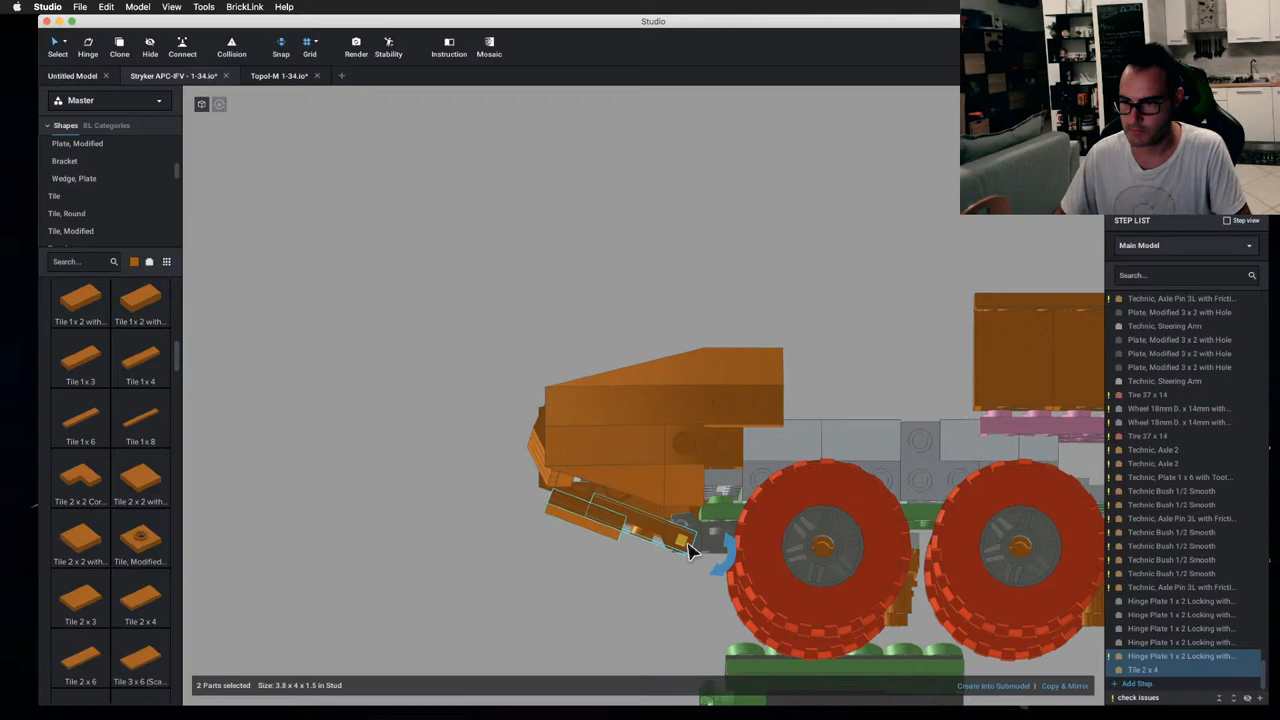 Studio File Edit Model View Tools BrickLink Help
Studio
Select Hinge Clone Hide Connect Collision Snap Grid Render Stability Instruction Mosaic
Untitled Model Stryker APC-IFV - 1-34.io* Topol-M 1-34.io*
Master
Shapes BL Categories
Plate, Modified
Bracket
Wedge, Plate
Tile
Tile, Round
Tile, Modified
Search...
Tile 1 x 2 with... Tile 1 x 2 with...
Tile 1 x 3 Tile 1 x 4
Tile 1 x 6 Tile 1 x 8
Tile 2 x 2 Cor... Tile 2 x 2 with...
Tile 2 x 2 with... Tile, Modified...
Tile 2 x 3 Tile 2 x 4
Tile 2 x 6 Tile 3 x 6 (Sca...
2 Parts selected Size: 3.8 x 4 x 1.5 in Stud
Create Into Submodel | Copy & Mirror
STEP LIST Step view
Main Model
Search...
Technic, Axle Pin 3L with Fricti...
Plate, Modified 3 x 2 with Hole
Technic, Steering Arm
Plate, Modified 3 x 2 with Hole
Plate, Modified 3 x 2 with Hole
Plate, Modified 3 x 2 with Hole
Technic, Steering Arm
Tire 37 x 14
Wheel 18mm D. x 14mm with...
Wheel 18mm D. x 14mm with...
Tire 37 x 14
Technic, Axle 2
Technic, Axle 2
Technic, Plate 1 x 6 with Toot...
Technic Bush 1/2 Smooth
Technic Bush 1/2 Smooth
Technic, Axle Pin 3L with Fricti...
Technic Bush 1/2 Smooth
Technic Bush 1/2 Smooth
Technic Bush 1/2 Smooth
Technic Bush 1/2 Smooth
Technic, Axle Pin 3L with Fricti...
Hinge Plate 1 x 2 Locking with...
Hinge Plate 1 x 2 Locking with...
Hinge Plate 1 x 2 Locking with...
Hinge Plate 1 x 2 Locking with...
Hinge Plate 1 x 2 Locking with...
Tile 2 x 4
Add Step
check issues